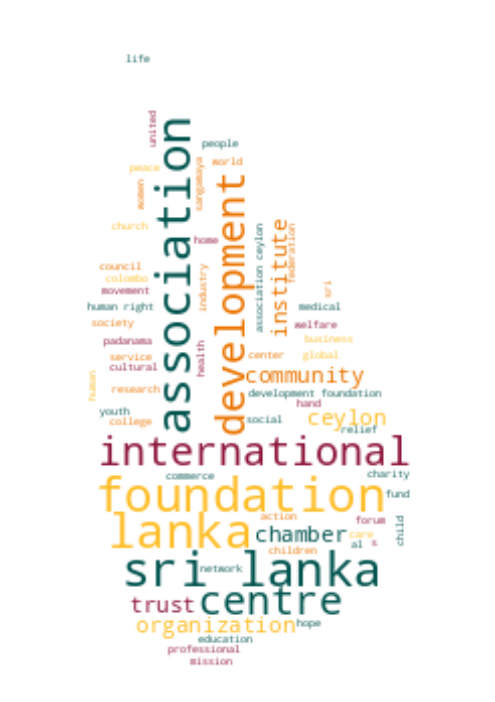 life
united
association
people
peace
sangamaya
world
women
development
church
home
association ceylon
institute
federation
council
colombo
industry
movement
sri
human right
medical
society
welfare
padanama
health
business
service
center
global
cultural
human
community
research
development foundation
youth
hand
college
social
ceylon
relief
international
commerce
charity
foundation
fund
lanka
action
forum
child
chamber
care
al
s
children
sri lanka
network
trust
centre
organization
hope
education
professional
mission